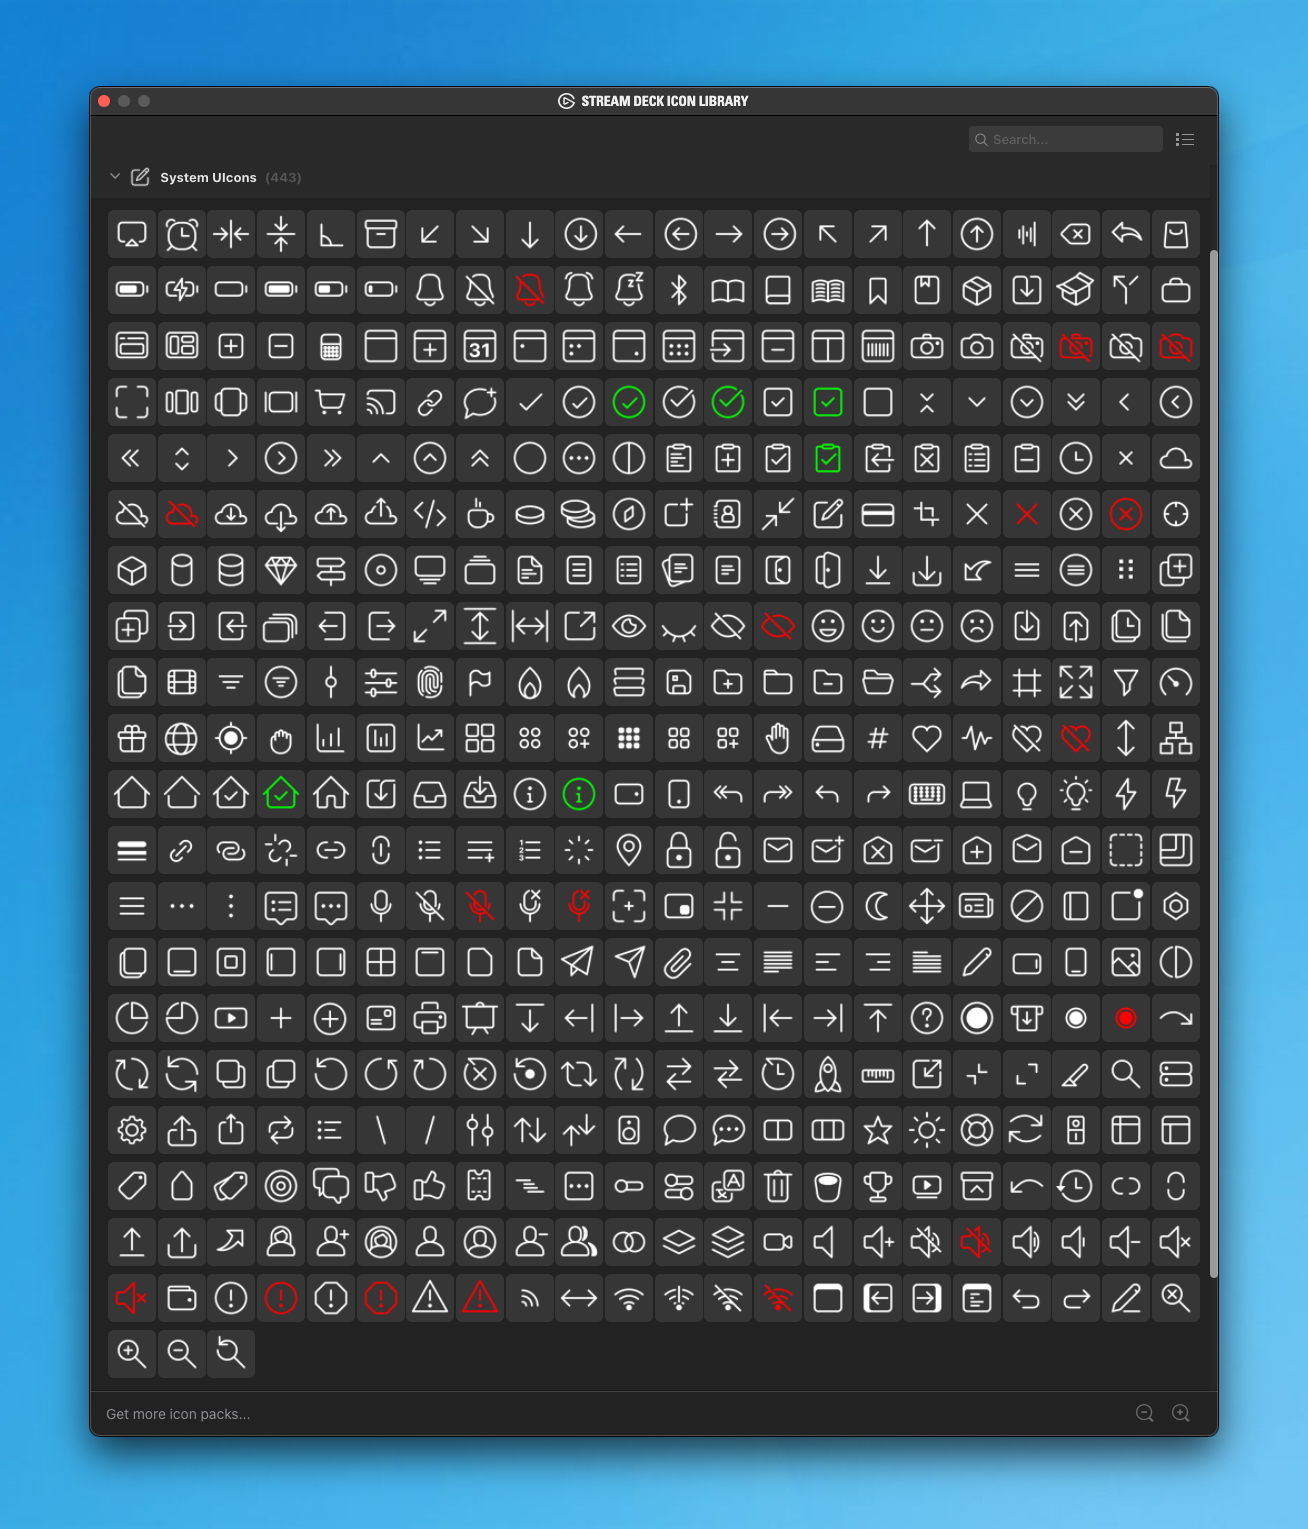 STREAM DECK ICON LIBRARY
Search...
System UIcons (443)
31
Get more icon packs...